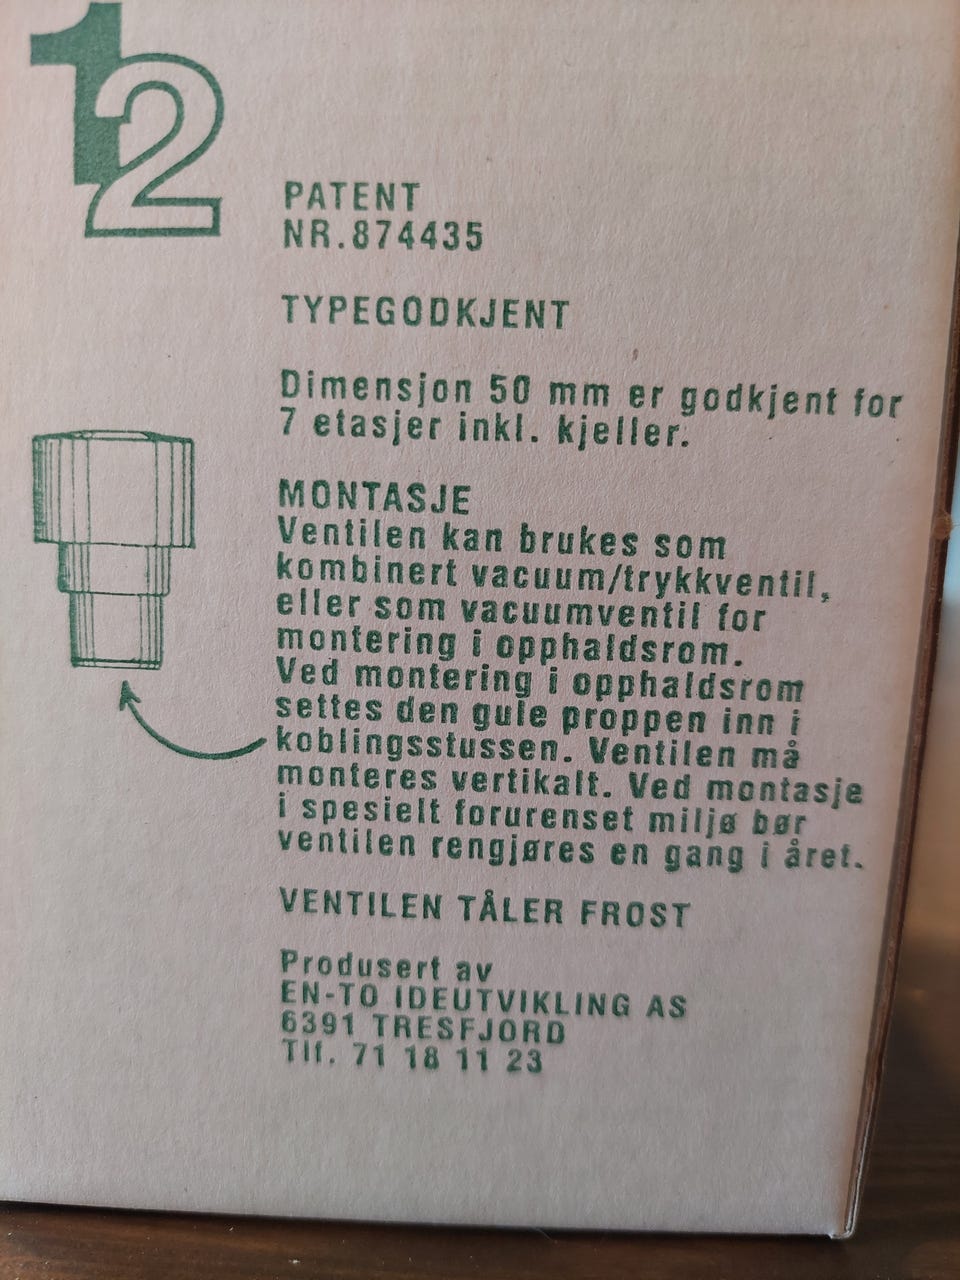 12
PATENT
NR.874435
TYPEGODKJENT
Dimensjon 50 mm er godkjent for
7 etasjer inkl. kjeller.
MONTASJE
Ventilen kan brukes som
kombinert vacuum/trykkventil,
eller som vacuumventil for
montering i opphaldsrom.
Ved montering i opphaldsrom
settes den gule proppen inn i
koblingsstussen. Ventilen må
monteres vertikalt. Ved montasje
i spesielt forurenset miljø bør
ventilen rengjøres en gang i året.
VENTILEN TÅLER FROST
Produsert av
EN-TO IDEUTVIKLING AS
6391 TRESFJORD
Tlf. 71 18 11 23